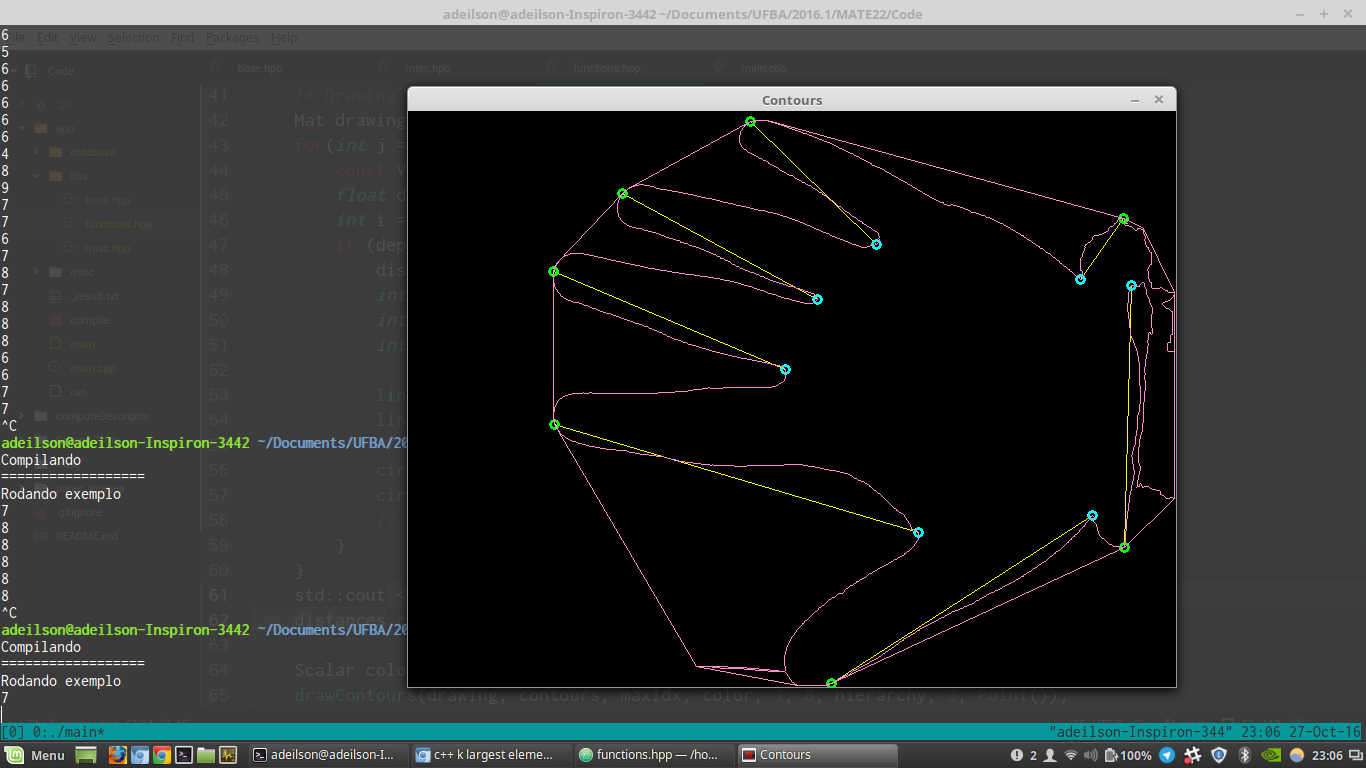 adeilson@adeilson-Inspiron-3442 ~/Documents/UFBA/2016.1/MATE22/Code
Edit View Selection Find Packages Help
6
5
6
6
6
6
6
4
8
9
7
7
6
7
8
7
8
8
8
6
6
7
7
^C
adeilson@adeilson-Inspiron-3442 ~/Documents/UFBA/20
Compilando
==================
Rodando exemplo
7
8
8
8
8
8
^C
adeilson@adeilson-Inspiron-3442 ~/Documents/UFBA/20
Compilando
==================
Rodando exemplo
7
Code
.git
app
database
libs
base.hpp
functions.hpp
misc.hpp
misc
_result.txt
compile
main
main.cpp
run
computeDescriptor
.gitignore
README.md
base.hpp misc.hpp functions.hpp main.cpp
41 /* Drawing
42 Mat drawing
43 for(int j =
44 const V
45 float d
46 int i =
47 if (dep
48 dis
49 int
50 int
51 int
52
53 lin
54 lin
56 cir
57 cir
58 //
59 }
60 }
61 std::cout <
distances
63
64 Scalar colo
65 drawContours(drawing, contours, maxIdx, color, hierarchy, 0, Point());
Contours
[0] 0:./main*
"adeilson-Inspiron-344" 23:06 27-Oct-16
Menu
adeilson@adeilson-I...
c++ k largest eleme...
functions.hpp — /ho...
Contours
2
100%
23:06